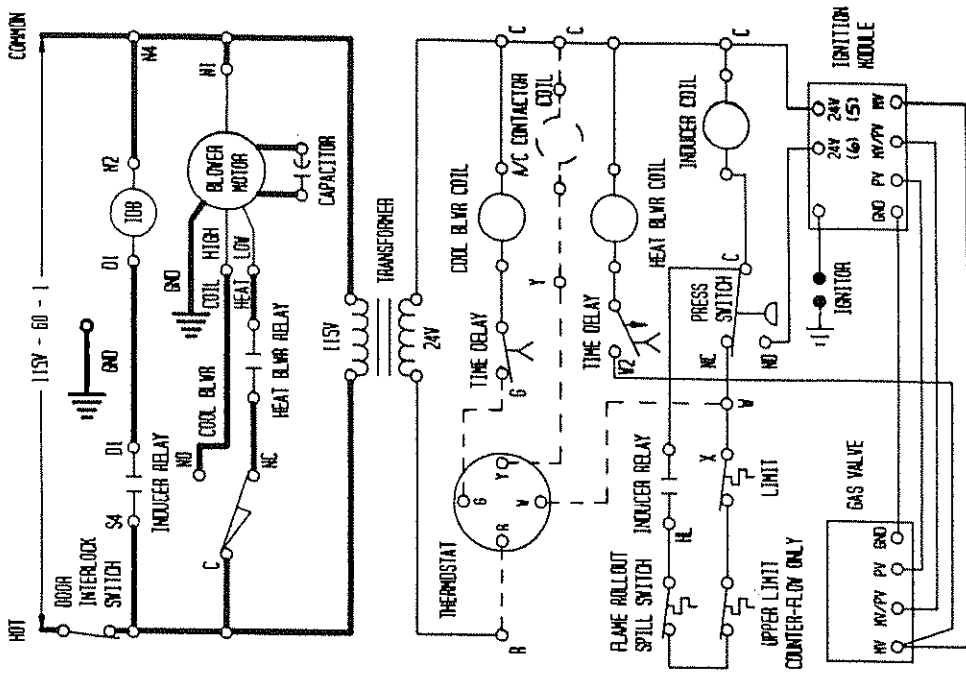 HOT
115V - 60 - 1
COMMON
DOOR
INTERLOCK
SWITCH
S4
INDUCER RELAY
D1
GND
D1
IDB
N2
N4
GND
NO
COOL BLWR
COIL
HIGH
BLOWER
MOTOR
N1
C
NC
HEAT BLWR RELAY
HEAT
LOW
CAPACITOR
115V
TRANSFORMER
24V
THERMOSTAT
R
R
G
Y
W
G
TIME DELAY
COOL BLWR COIL
C
Y
A/C CONTACTOR
COIL
C
W2
TIME DELAY
HEAT BLWR COIL
FLAME ROLLOUT
SPILL SWITCH
HL
INDUCER RELAY
W
NC
PRESS
SWITCH
C
NO
INDUCER COIL
C
UPPER LIMIT
COUNTER-FLOW ONLY
X
LIMIT
IGNITOR
IGNITION
MODULE
24V
(5)
24V
(6)
GND
PV
MV/PV
MV
GAS VALVE
MV
MV/PV
PV
GND